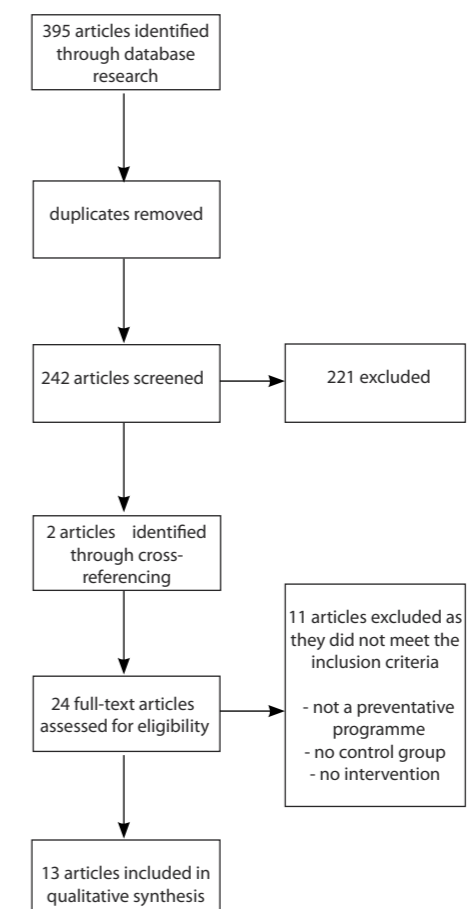 395 articles identified
through database
research
duplicates removed
242 articles screened
221 excluded
2 articles identified
through cross-
referencing
24 full-text articles
assessed for eligibility
11 articles excluded as
they did not meet the
inclusion criteria
- not a preventative
programme
- no control group
- no intervention
13 articles included in
qualitative synthesis